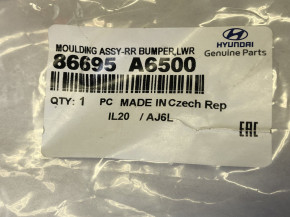 MOULDING ASSY-RR BUMPER,LWR
HYUNDAI
Genuine Parts
86695 A6500
QTY: 1 PC MADE IN Czech Rep
IL20 / AJ6L
EAC